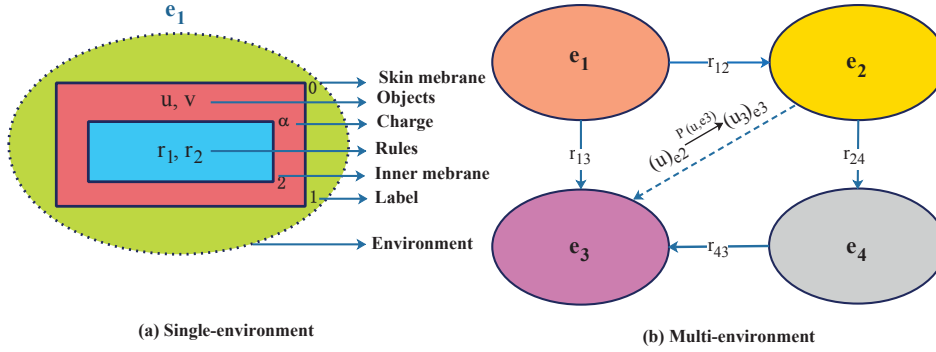 e1
0
Skin mebrane
u, v
Objects
α
Charge
r1, r2
Rules
2
Inner mebrane
1
Label
Environment
(a) Single-environment
e1
r12
e2
(u)e2 P (u,e3) (u3)e3
r13
r24
e3
r43
e4
(b) Multi-environment